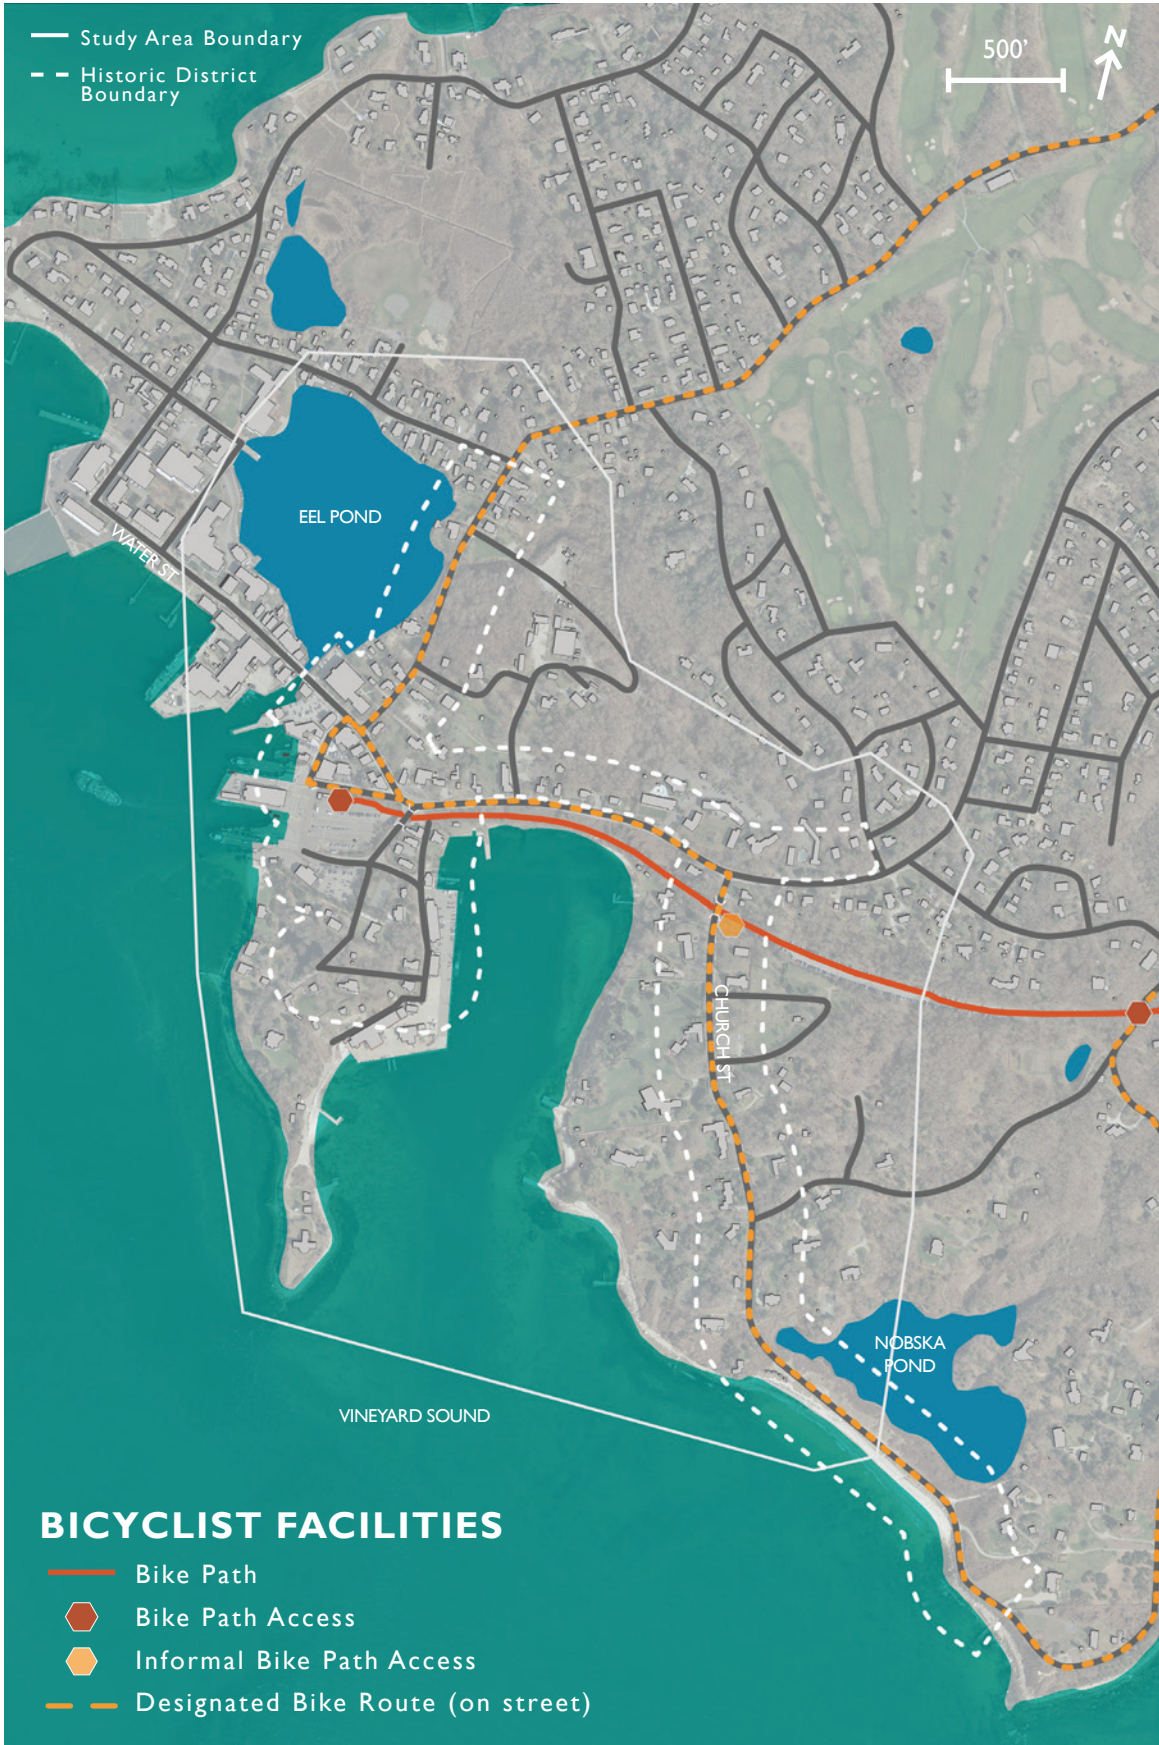 Study Area Boundary
Historic District
Boundary
500'
N
EEL POND
WATER ST
CHURCH ST
NOBSKA
POND
VINEYARD SOUND
BICYCLIST FACILITIES
Bike Path
Bike Path Access
Informal Bike Path Access
Designated Bike Route (on street)